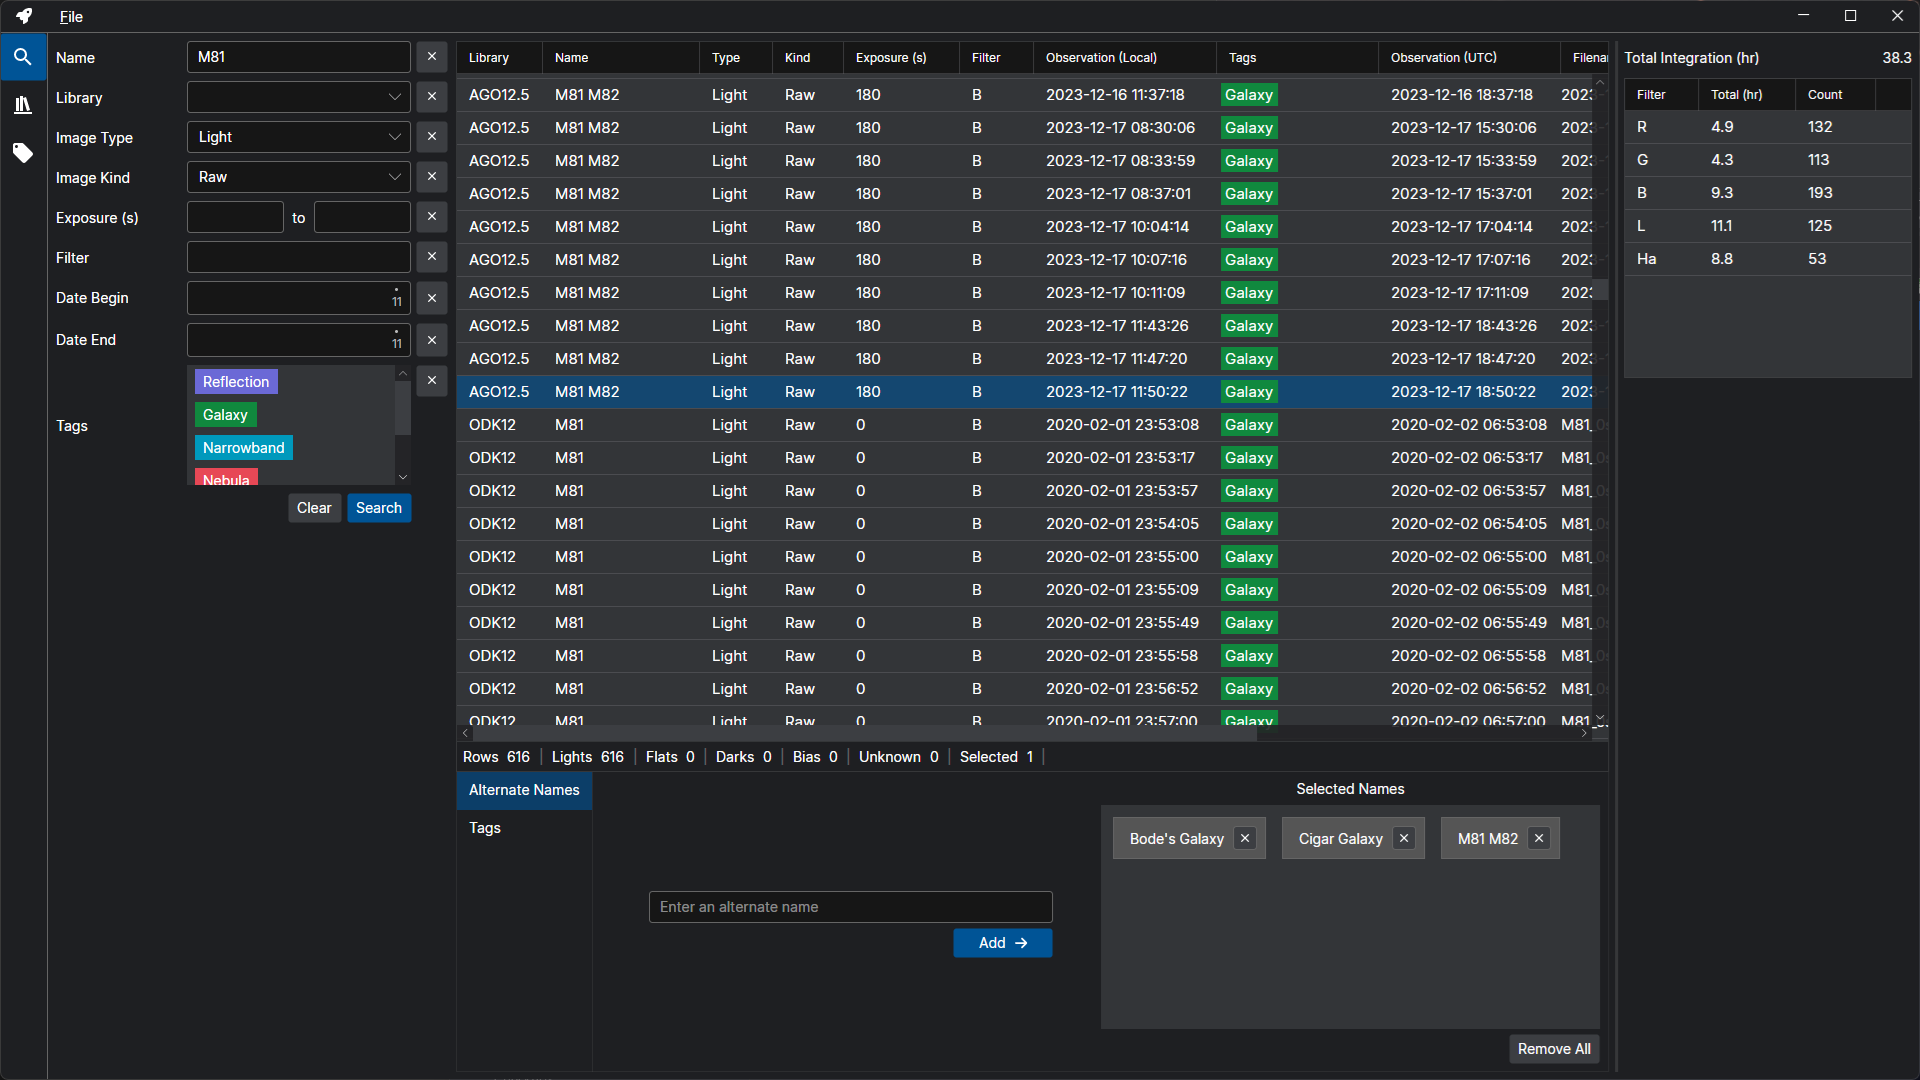 File
Name M81
Library
Image Type Light
Image Kind Raw
Exposure (s) to
Filter
Date Begin 11
Date End 11
Tags
Reflection
Galaxy
Narrowband
Nebula
Clear Search
Library Name Type Kind Exposure (s) Filter Observation (Local) Tags Observation (UTC) Filenar
AGO12.5 M81 M82 Light Raw 180 B 2023-12-16 11:37:18 Galaxy 2023-12-16 18:37:18 2023-
AGO12.5 M81 M82 Light Raw 180 B 2023-12-17 08:30:06 Galaxy 2023-12-17 15:30:06 2023-
AGO12.5 M81 M82 Light Raw 180 B 2023-12-17 08:33:59 Galaxy 2023-12-17 15:33:59 2023-
AGO12.5 M81 M82 Light Raw 180 B 2023-12-17 08:37:01 Galaxy 2023-12-17 15:37:01 2023-
AGO12.5 M81 M82 Light Raw 180 B 2023-12-17 10:04:14 Galaxy 2023-12-17 17:04:14 2023-
AGO12.5 M81 M82 Light Raw 180 B 2023-12-17 10:07:16 Galaxy 2023-12-17 17:07:16 2023-
AGO12.5 M81 M82 Light Raw 180 B 2023-12-17 10:11:09 Galaxy 2023-12-17 17:11:09 2023
AGO12.5 M81 M82 Light Raw 180 B 2023-12-17 11:43:26 Galaxy 2023-12-17 18:43:26 2023-
AGO12.5 M81 M82 Light Raw 180 B 2023-12-17 11:47:20 Galaxy 2023-12-17 18:47:20 2023-
AGO12.5 M81 M82 Light Raw 180 B 2023-12-17 11:50:22 Galaxy 2023-12-17 18:50:22 2023-
ODK12 M81 Light Raw 0 B 2020-02-01 23:53:08 Galaxy 2020-02-02 06:53:08 M81_0s
ODK12 M81 Light Raw 0 B 2020-02-01 23:53:17 Galaxy 2020-02-02 06:53:17 M81_0s
ODK12 M81 Light Raw 0 B 2020-02-01 23:53:57 Galaxy 2020-02-02 06:53:57 M81_0s
ODK12 M81 Light Raw 0 B 2020-02-01 23:54:05 Galaxy 2020-02-02 06:54:05 M81_0s
ODK12 M81 Light Raw 0 B 2020-02-01 23:55:00 Galaxy 2020-02-02 06:55:00 M81_0s
ODK12 M81 Light Raw 0 B 2020-02-01 23:55:09 Galaxy 2020-02-02 06:55:09 M81_0s
ODK12 M81 Light Raw 0 B 2020-02-01 23:55:49 Galaxy 2020-02-02 06:55:49 M81_0s
ODK12 M81 Light Raw 0 B 2020-02-01 23:55:58 Galaxy 2020-02-02 06:55:58 M81_0s
ODK12 M81 Light Raw 0 B 2020-02-01 23:56:52 Galaxy 2020-02-02 06:56:52 M81_0s
ODK12 M81 Light Raw 0 B 2020-02-01 23:57:00 Galaxy 2020-02-02 06:57:00 M81_
Rows 616 Lights 616 Flats 0 Darks 0 Bias 0 Unknown 0 Selected 1
Alternate Names
Tags
Enter an alternate name
Add
Selected Names
Bode's Galaxy Cigar Galaxy M81 M82
Remove All
Total Integration (hr) 38.3
Filter Total (hr) Count
R 4.9 132
G 4.3 113
B 9.3 193
L 11.1 125
Ha 8.8 53